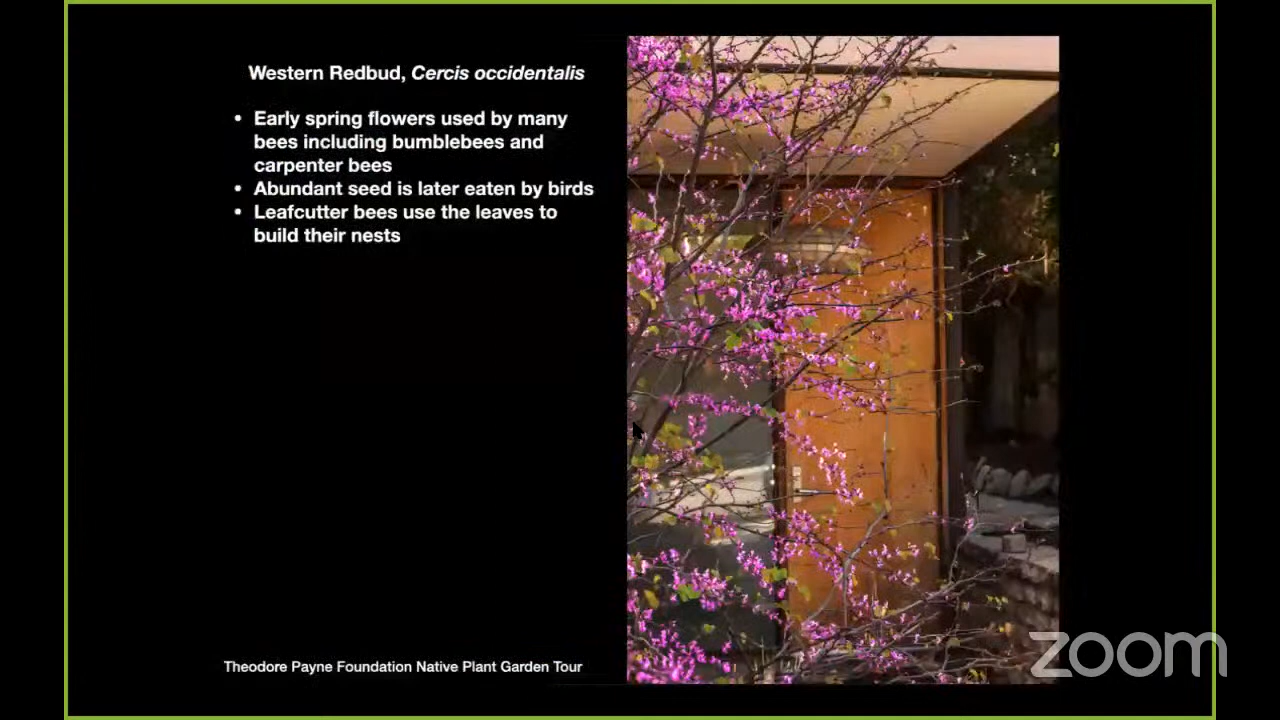 Western Redbud, Cercis occidentalis
• Early spring flowers used by many
bees including bumblebees and
carpenter bees
• Abundant seed is later eaten by birds
• Leafcutter bees use the leaves to
build their nests
Theodore Payne Foundation Native Plant Garden Tour
zoom